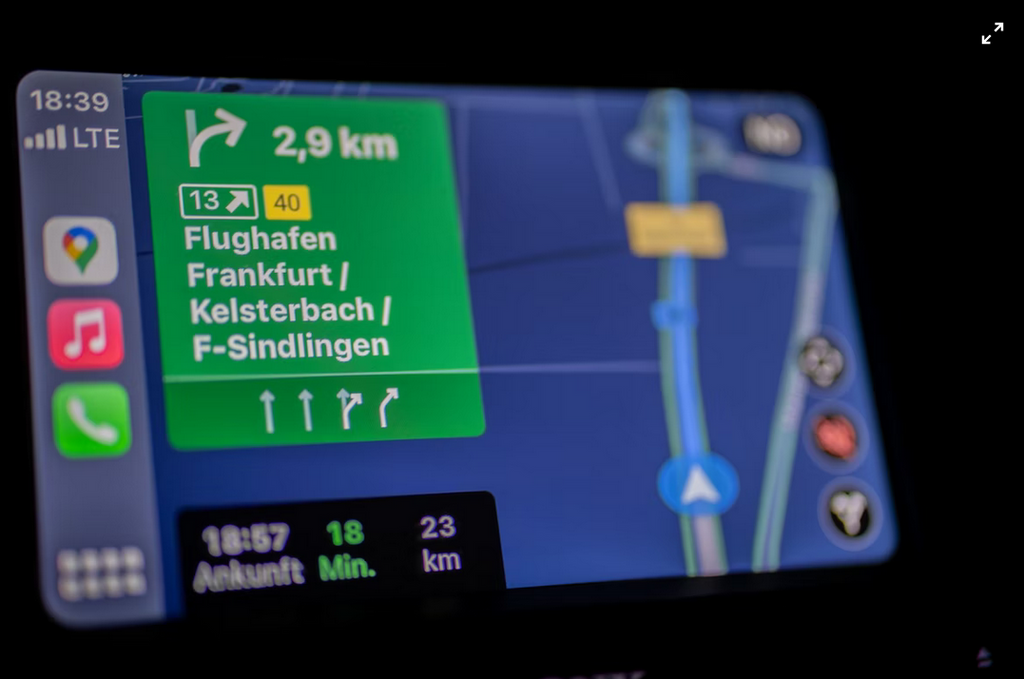 18:39
LTE
2,9 km
13 40
Flughafen
Frankfurt /
Kelsterbach /
F-Sindlingen
18:57 18 23
Ankunft Min. km